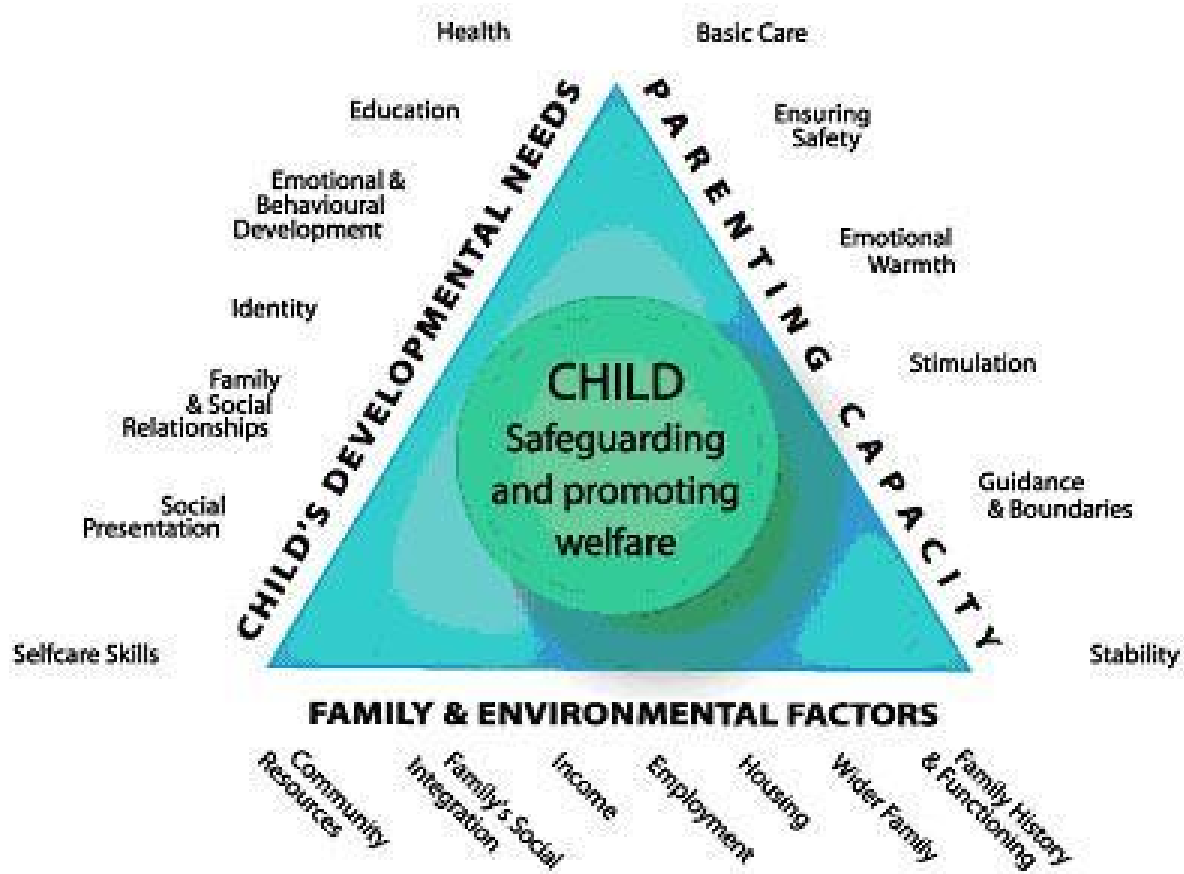 Health
Education
Emotional &
Behavioural
Development
Identity
Family
& Social
Relationships
Social
Presentation
Selfcare Skills
CHILD'S DEVELOPMENTAL NEEDS
CHILD
Safeguarding
and promoting
welfare
PARENTING CAPACITY
Basic Care
Ensuring
Safety
Emotional
Warmth
Stimulation
Guidance
& Boundaries
Stability
FAMILY & ENVIRONMENTAL FACTORS
Community
Resources
Family's Social
Integration
Income
Employment
Housing
Wider Family
Family History
& Functioning